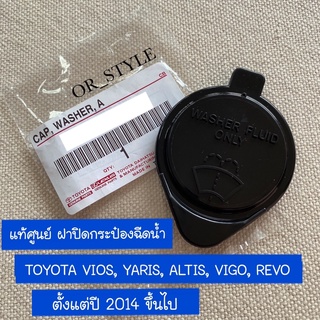 OR_STYLE
CAP, WASHER, A
QTY:
1
TOYOTA
WASHER FLUID
ONLY
แท้ศูนย์ ฝาปิดกระป๋องฉีดน้ำ
TOYOTA VIOS, YARIS, ALTIS, VIGO, REVO
ตั้งแต่ปี 2014 ขึ้นไป